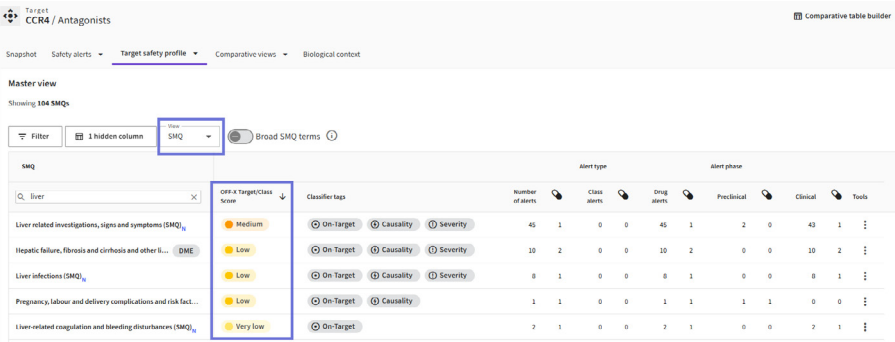 Target
CCR4 / Antagonists
Comparative table builder
Snapshot Safety alerts Target safety profile Comparative views Biological context
Master view
Showing 104 SMQs
Filter 1 hidden column View SMQ Broad SMQ terms
SMQ Alert type Alert phase
liver OFF-X Target/Class Score Classifier tags Number of alerts Class alerts Drug alerts Preclinical Clinical Tools
Liver related investigations, signs and symptoms (SMQ) N Medium On-Target Causality Severity 45 1 0 0 45 1 2 0 43 1
Hepatic failure, fibrosis and cirrhosis and other li... DME Low On Target Causality Severity 10 2 0 0 10 2 0 0 10 2
Liver infections (SMQ) N Low On Target Causality Severity 8 1 0 0 8 1 0 0 8 1
Pregnancy, labour and delivery complications and risk fact... Low On Target Causality 1 1 0 0 1 1 1 1 0 0
Liver-related coagulation and bleeding disturbances (SMQ) N Very low On-Target 2 1 0 0 2 1 0 0 2 1